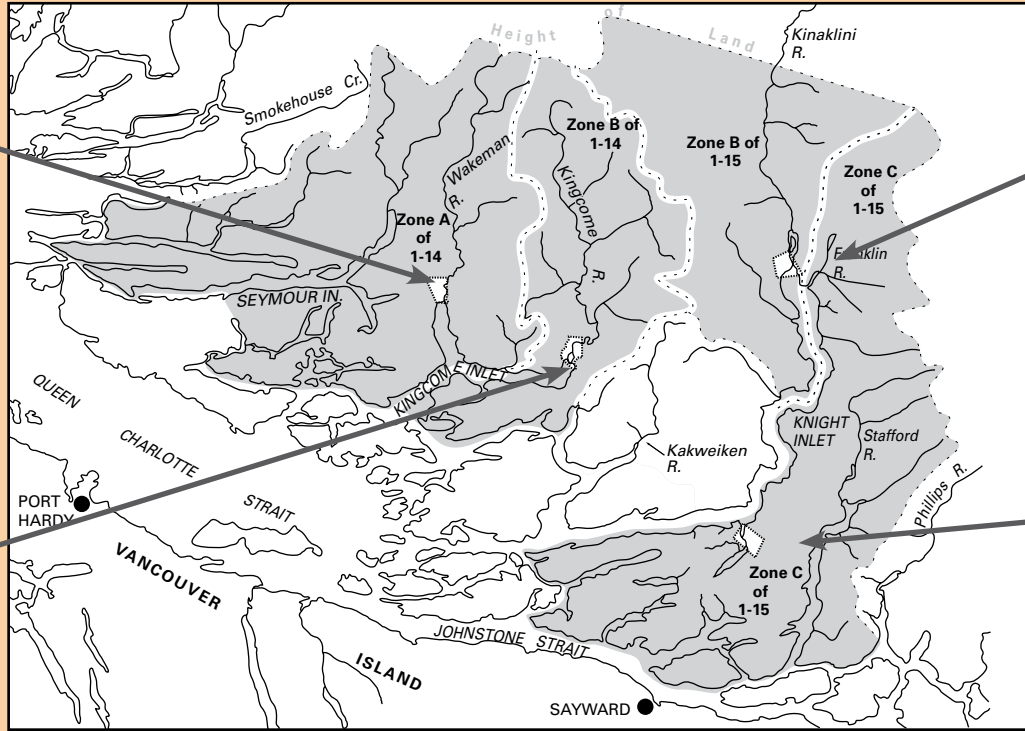 Height of Land
Kinaklini
R.
Smokehouse Cr.
Wakeman
R.
Zone B of
1-14
Kingcome
R.
Zone B of
1-15
Zone C
of
1-15
Zone A
of
1-14
R.
SEYMOUR IN.
KINGCOME INLET
QUEEN
CHARLOTTE
STRAIT
KNIGHT
INLET
Stafford
R.
Kakweiken
R.
Phillips R.
PORT
HARDY
VANCOUVER
ISLAND
Zone C
of
1-15
JOHNSTONE STRAIT
SAYWARD